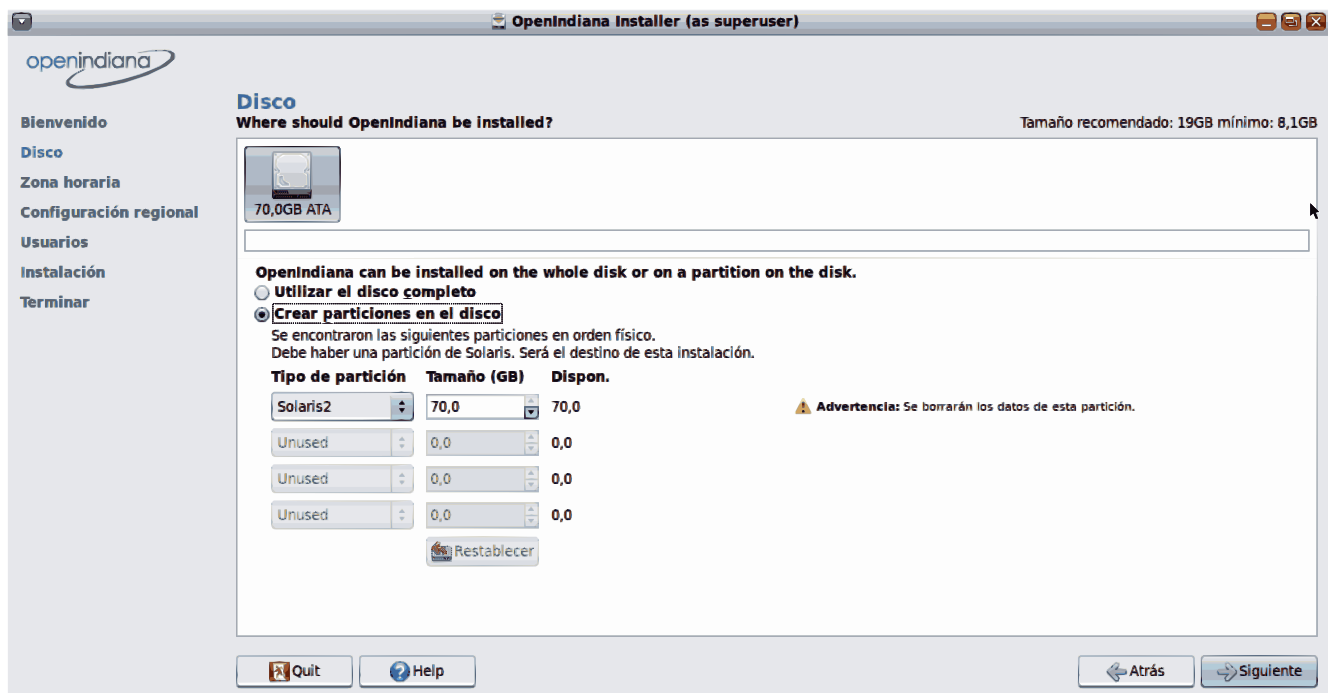 OpenIndiana Installer (as superuser)
openindiana
Bienvenido
Disco
Zona horaria
Configuración regional
Usuarios
Instalación
Terminar
Disco
Where should OpenIndiana be installed?
Tamaño recomendado: 19GB mínimo: 8,1GB
70,0GB ATA
OpenIndiana can be installed on the whole disk or on a partition on the disk.
Utilizar el disco completo
Crear particiones en el disco
Se encontraron las siguientes particiones en orden físico.
Debe haber una partición de Solaris. Será el destino de esta instalación.
Tipo de partición Tamaño (GB) Dispon.
Solaris2 70,0 70,0 Advertencia: Se borrarán los datos de esta partición.
Unused 0,0 0,0
Unused 0,0 0,0
Unused 0,0 0,0
Restablecer
Quit Help Atrás Siguiente